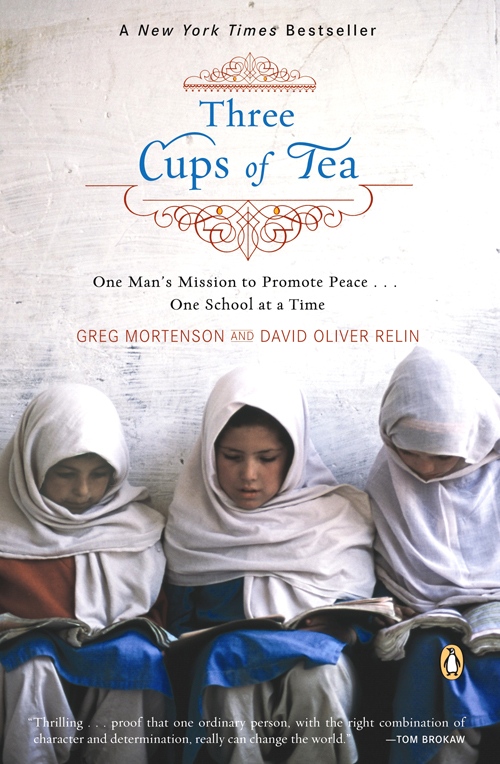 A New York Times Bestseller
Three
Cups of Tea
One Man's Mission to Promote Peace . . .
One School at a Time
GREG MORTENSON AND DAVID OLIVER RELIN
"Thrilling . . . proof that one ordinary person, with the right combination of
character and determination, really can change the world." —TOM BROKAW